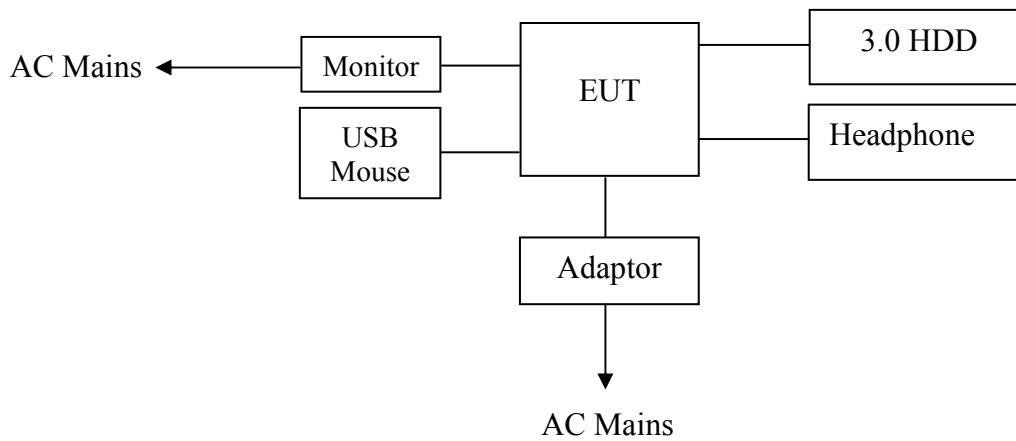 AC Mains
Monitor
USB
Mouse
EUT
3.0 HDD
Headphone
Adaptor
AC Mains